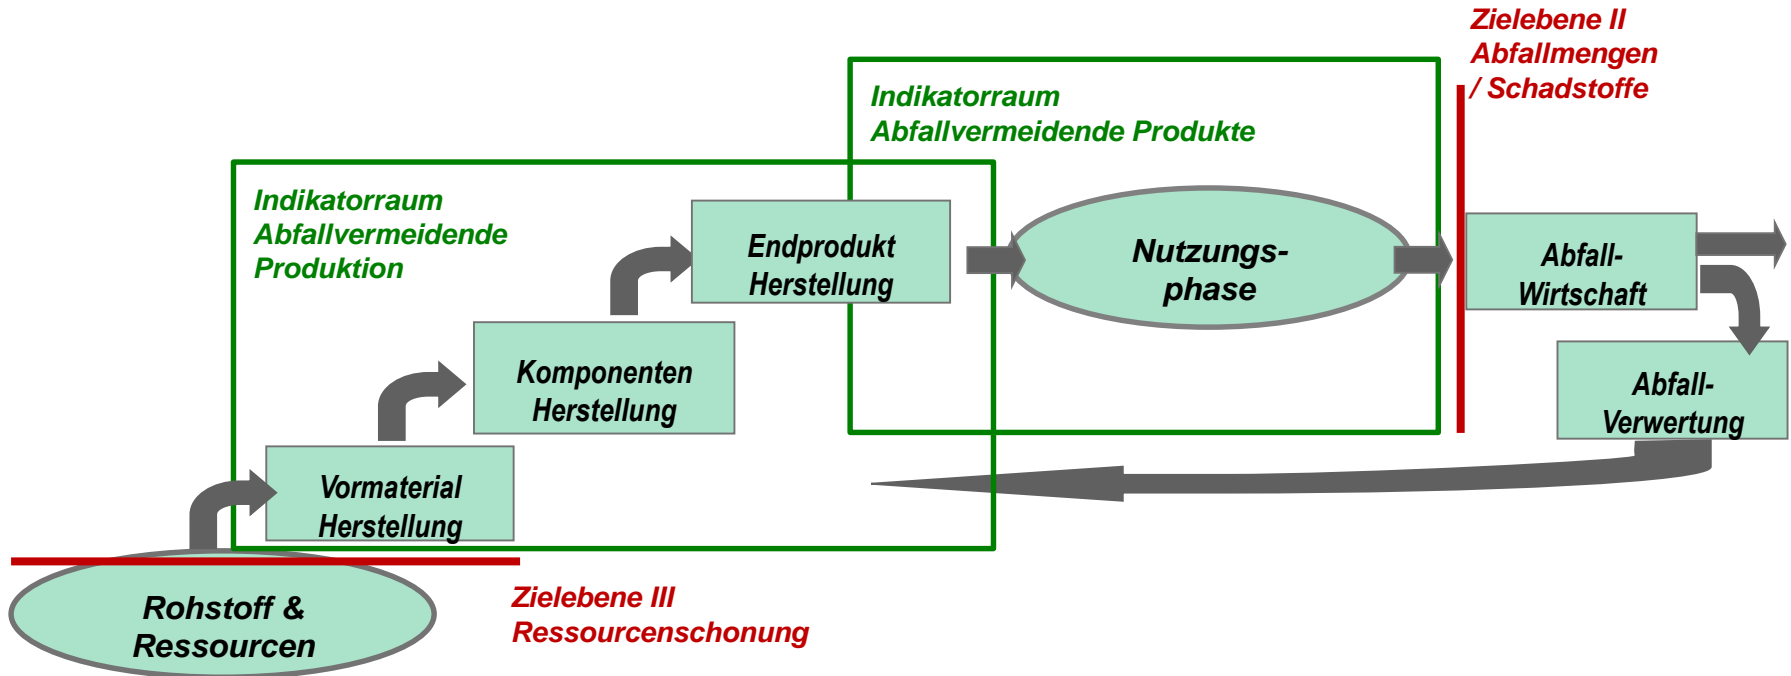 Zielebene II
Abfallmengen
/ Schadstoffe
Indikatorraum
Abfallvermeidende Produkte
Indikatorraum
Abfallvermeidende
Produktion
Endprodukt
Herstellung
Nutzungs-
phase
Abfall-
Wirtschaft
Komponenten
Herstellung
Abfall-
Verwertung
Vormaterial
Herstellung
Rohstoff &
Ressourcen
Zielebene III
Ressourcenschonung